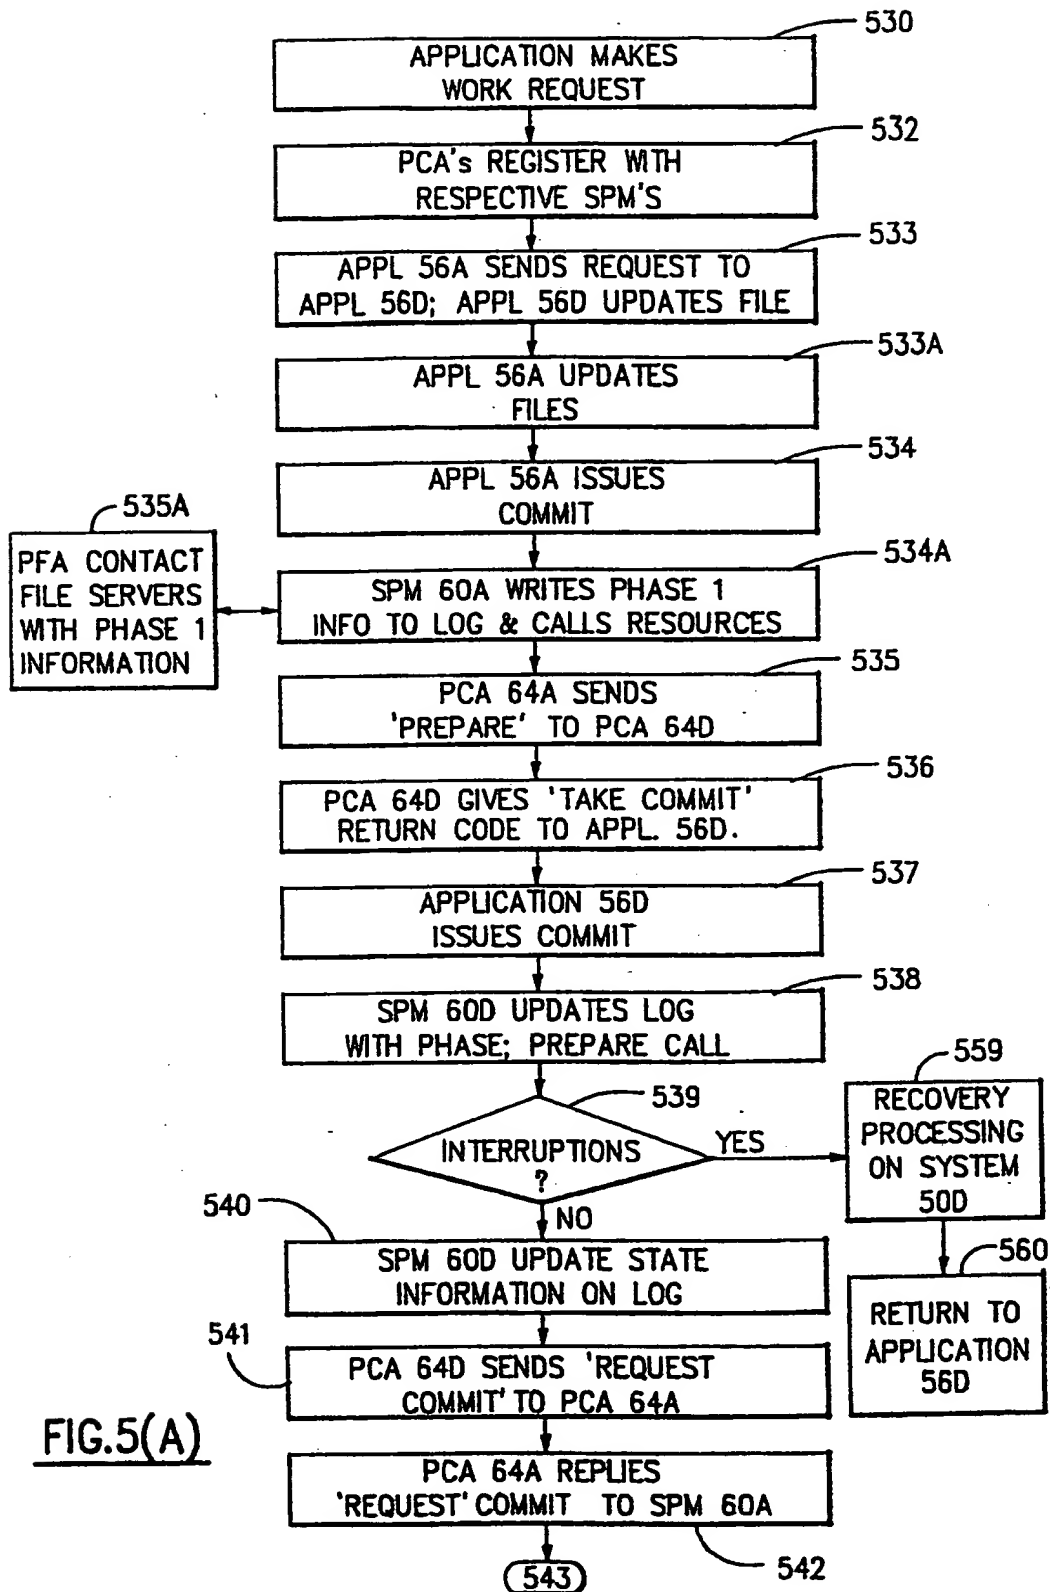 530
APPLICATION MAKES
WORK REQUEST
532
PCA's REGISTER WITH
RESPECTIVE SPM'S
533
APPL 56A SENDS REQUEST TO
APPL 56D; APPL 56D UPDATES FILE
533A
APPL 56A UPDATES
FILES
534
APPL 56A ISSUES
COMMIT
535A
PFA CONTACT
FILE SERVERS
WITH PHASE 1
INFORMATION
534A
SPM 60A WRITES PHASE 1
INFO TO LOG & CALLS RESOURCES
535
PCA 64A SENDS
'PREPARE' TO PCA 64D
536
PCA 64D GIVES 'TAKE COMMIT'
RETURN CODE TO APPL. 56D.
537
APPLICATION 56D
ISSUES COMMIT
538
SPM 60D UPDATES LOG
WITH PHASE; PREPARE CALL
539
INTERRUPTIONS
?
YES
NO
559
RECOVERY
PROCESSING
ON SYSTEM
50D
560
RETURN TO
APPLICATION
56D
540
SPM 60D UPDATE STATE
INFORMATION ON LOG
541
PCA 64D SENDS 'REQUEST
COMMIT' TO PCA 64A
FIG.5(A)
PCA 64A REPLIES
'REQUEST' COMMIT TO SPM 60A
542
543